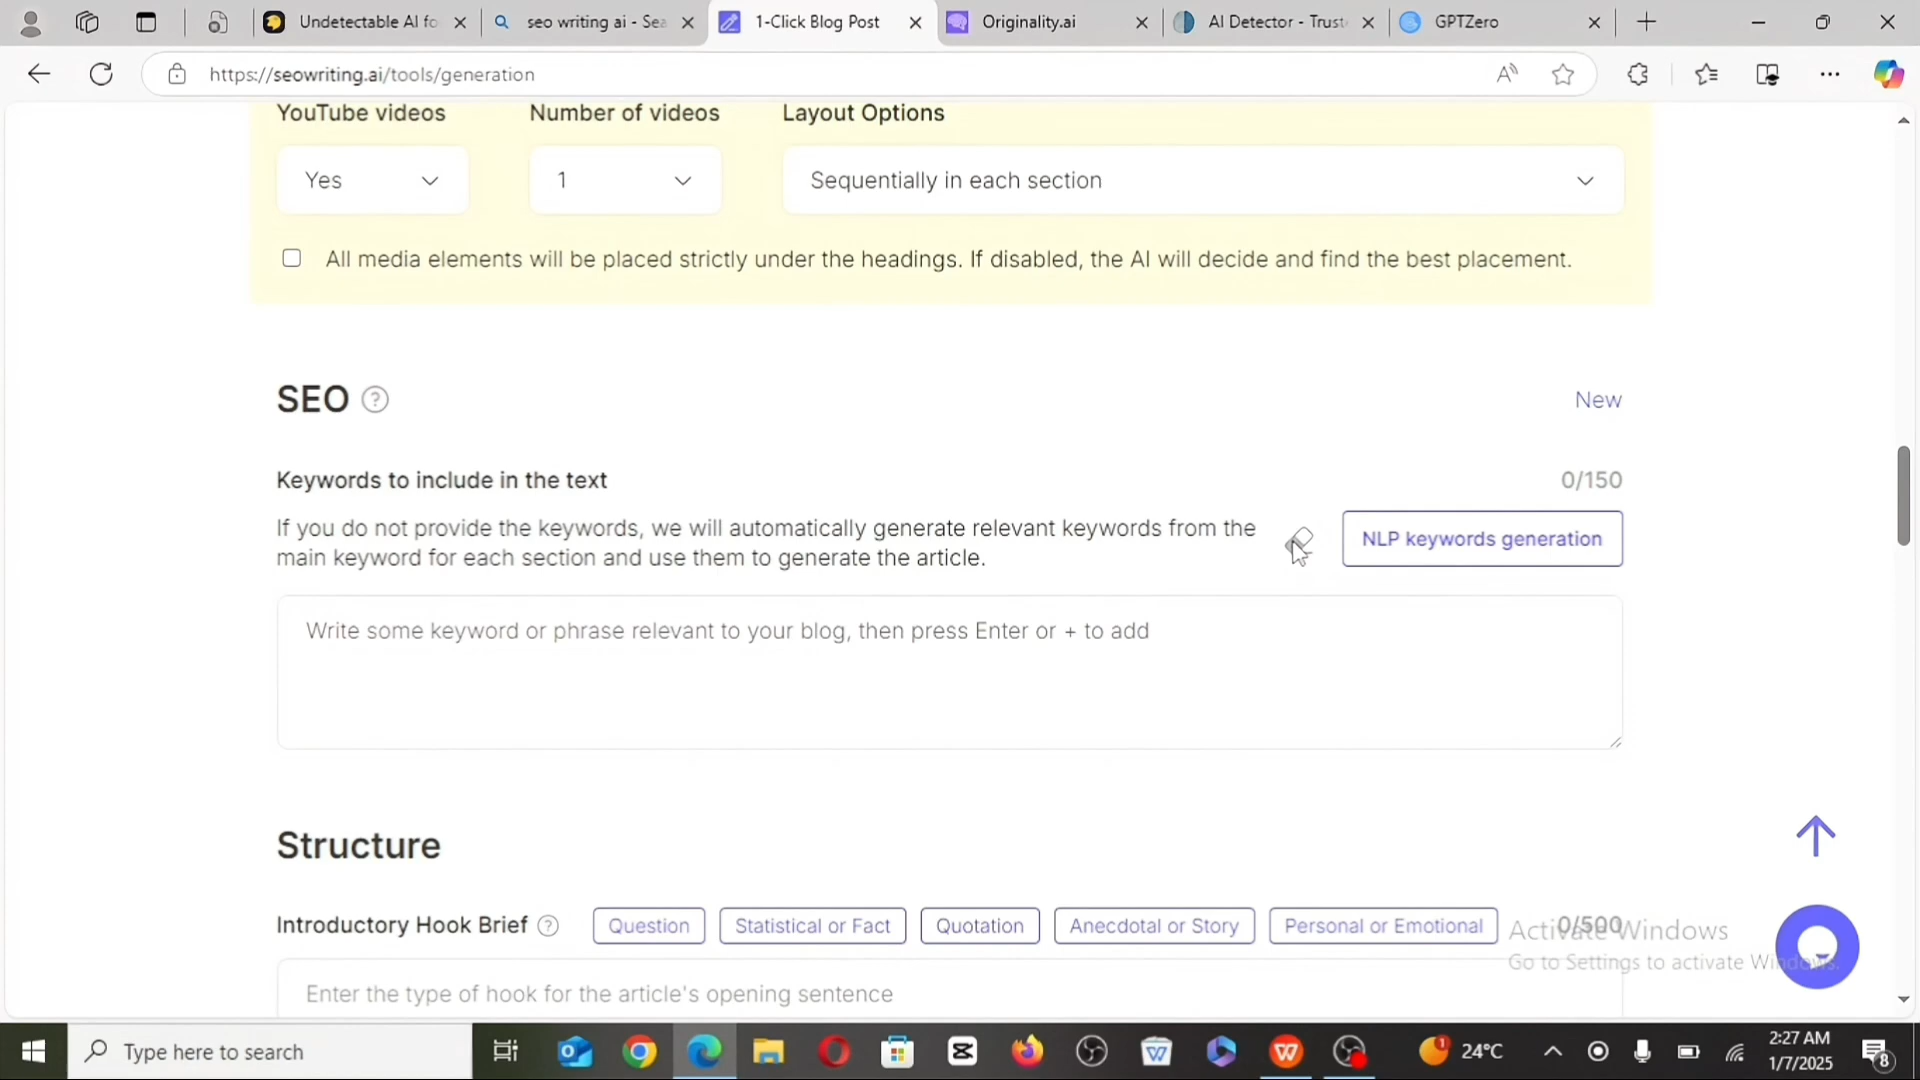 Undetectable AI fo
seo writing ai - Sea
1-Click Blog Post
Originality.ai
AI Detector - Trust
GPTZero
https://seowriting.ai/tools/generation
YouTube videos
Number of videos
Layout Options
Yes
1
Sequentially in each section
All media elements will be placed strictly under the headings. If disabled, the AI will decide and find the best placement.
SEO ?
New
Keywords to include in the text
0/150
If you do not provide the keywords, we will automatically generate relevant keywords from the
main keyword for each section and use them to generate the article.
NLP keywords generation
Write some keyword or phrase relevant to your blog, then press Enter or + to add
Structure
Introductory Hook Brief ?
Question
Statistical or Fact
Quotation
Anecdotal or Story
Personal or Emotional
0/500
Activate Windows
Go to Settings to activate Windows.
Enter the type of hook for the article's opening sentence
Type here to search
24°C
2:27 AM
1/7/2025
8